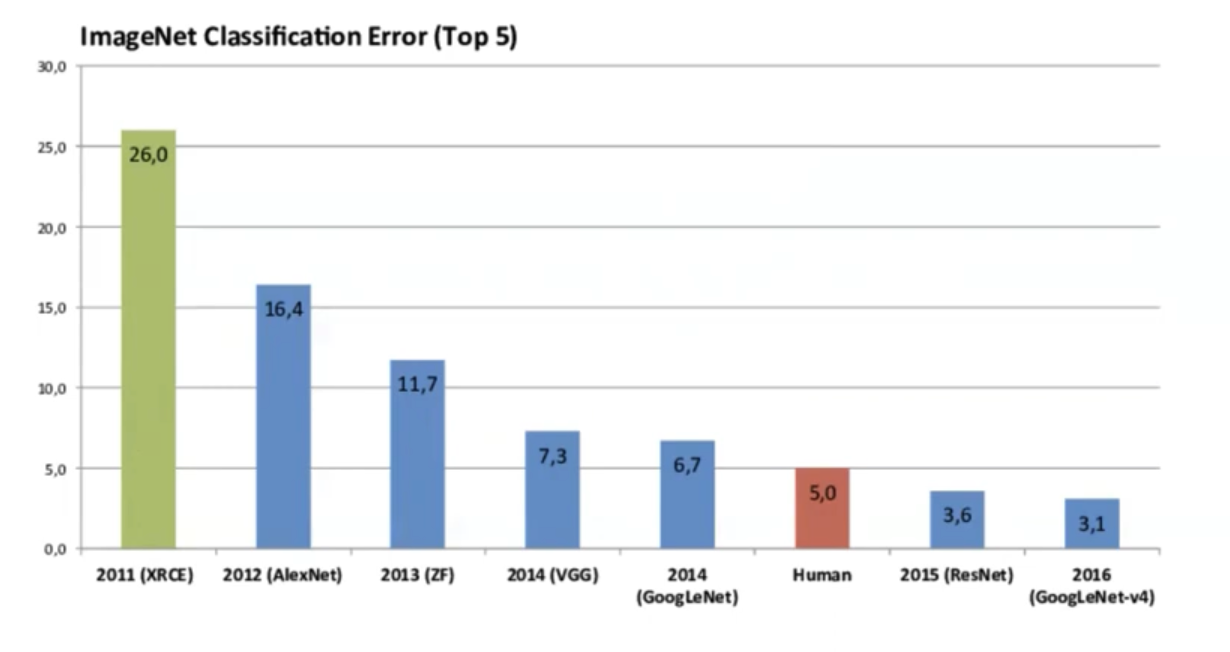 ImageNet Classification Error (Top 5)
30,0
25,0
20,0
15,0
10,0
5,0
0,0
26,0
16,4
11,7
7,3
6,7
5,0
3,6
3,1
2011 (XRCE)
2012 (AlexNet)
2013 (ZF)
2014 (VGG)
2014
(GoogLeNet)
Human
2015 (ResNet)
2016
(GoogLeNet-v4)